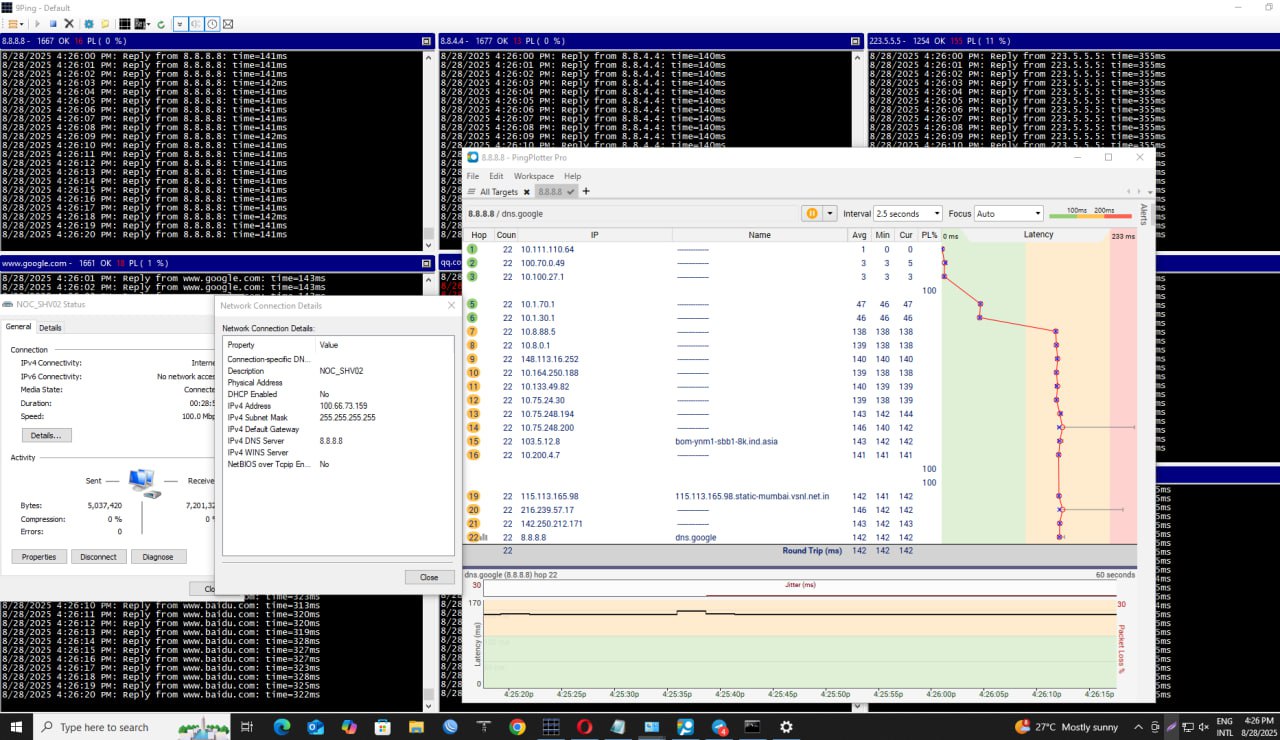 9Ping - Default
8.8.8.8 - 1667 OK 16 PL ( 0 %)
8/28/2025 4:26:00 PM: Reply from 8.8.8.8: time=141ms
8/28/2025 4:26:01 PM: Reply from 8.8.8.8: time=141ms
8/28/2025 4:26:02 PM: Reply from 8.8.8.8: time=141ms
8/28/2025 4:26:03 PM: Reply from 8.8.8.8: time=141ms
8/28/2025 4:26:04 PM: Reply from 8.8.8.8: time=141ms
8/28/2025 4:26:05 PM: Reply from 8.8.8.8: time=141ms
8/28/2025 4:26:06 PM: Reply from 8.8.8.8: time=141ms
8/28/2025 4:26:07 PM: Reply from 8.8.8.8: time=141ms
8/28/2025 4:26:08 PM: Reply from 8.8.8.8: time=141ms
8/28/2025 4:26:09 PM: Reply from 8.8.8.8: time=142ms
8/28/2025 4:26:10 PM: Reply from 8.8.8.8: time=141ms
8/28/2025 4:26:11 PM: Reply from 8.8.8.8: time=141ms
8/28/2025 4:26:12 PM: Reply from 8.8.8.8: time=142ms
8/28/2025 4:26:13 PM: Reply from 8.8.8.8: time=141ms
8/28/2025 4:26:14 PM: Reply from 8.8.8.8: time=141ms
8/28/2025 4:26:15 PM: Reply from 8.8.8.8: time=141ms
8/28/2025 4:26:16 PM: Reply from 8.8.8.8: time=141ms
8/28/2025 4:26:17 PM: Reply from 8.8.8.8: time=141ms
8/28/2025 4:26:18 PM: Reply from 8.8.8.8: time=142ms
8/28/2025 4:26:19 PM: Reply from 8.8.8.8: time=141ms
8/28/2025 4:26:20 PM: Reply from 8.8.8.8: time=141ms
8.8.4.4 - 1677 OK PL ( 0 %)
8/28/2025 4:26:00 PM: Reply from 8.8.4.4: time=140ms
8/28/2025 4:26:01 PM: Reply from 8.8.4.4: time=140ms
8/28/2025 4:26:02 PM: Reply from 8.8.4.4: time=140ms
8/28/2025 4:26:03 PM: Reply from 8.8.4.4: time=140ms
8/28/2025 4:26:04 PM: Reply from 8.8.4.4: time=140ms
8/28/2025 4:26:05 PM: Reply from 8.8.4.4: time=140ms
8/28/2025 4:26:06 PM: Reply from 8.8.4.4: time=140ms
8/28/2025 4:26:07 PM: Reply from 8.8.4.4: time=140ms
8/28/2025 4:26:08 PM: Reply from 8.8.4.4: time=140ms
8/28/2025 4:26:09 PM: Reply from 8.8.4.4: time=140ms
8/28/2025 4:26:10 PM: Reply from 8.8.4.4: time=140ms
223.5.5.5 - 1254 OK 155 PL ( 11 %)
8/28/2025 4:26:00 PM: Reply from 223.5.5.5: time=355ms
8/28/2025 4:26:01 PM: Reply from 223.5.5.5: time=355ms
8/28/2025 4:26:02 PM: Reply from 223.5.5.5: time=355ms
8/28/2025 4:26:03 PM: Reply from 223.5.5.5: time=355ms
8/28/2025 4:26:04 PM: Reply from 223.5.5.5: time=355ms
8/28/2025 4:26:05 PM: Reply from 223.5.5.5: time=355ms
8/28/2025 4:26:06 PM: Reply from 223.5.5.5: time=355ms
8/28/2025 4:26:07 PM: Reply from 223.5.5.5: time=355ms
8/28/2025 4:26:08 PM: Reply from 223.5.5.5: time=355ms
8/28/2025 4:26:09 PM: Reply from 223.5.5.5: time=355ms
www.google.com - 1661 OK 18 PL ( 1 %)
8/28/2025 4:26:01 PM: Reply from www.google.com: time=143ms
8/28/2025 4:26:02 PM: Reply from www.google.com: time=143ms
qq.co
NOC_SHV02 Status
General Details
Connection
IPv4 Connectivity: Interne
IPv6 Connectivity: No network acces
Media State: Connecte
Duration: 00:28:5
Speed: 100.0 Mbp
Details...
Activity
Sent Receive
Bytes: 5,037,420 7,201,32
Compression: 0 % 0 %
Errors: 0
Properties Disconnect Diagnose
Clo
Network Connection Details
Network Connection Details:
Property Value
Connection-specific DN...
Description NOC_SHV02
Physical Address
DHCP Enabled No
IPv4 Address 100.66.73.159
IPv4 Subnet Mask 255.255.255.255
IPv4 Default Gateway
IPv4 DNS Server 8.8.8.8
IPv4 WINS Server
NetBIOS over Tcpip En... No
Close
8/28/2025 4:26:10 PM: Reply from www.baidu.com: time=313ms
8/28/2025 4:26:11 PM: Reply from www.baidu.com: time=320ms
8/28/2025 4:26:12 PM: Reply from www.baidu.com: time=320ms
8/28/2025 4:26:13 PM: Reply from www.baidu.com: time=319ms
8/28/2025 4:26:14 PM: Reply from www.baidu.com: time=328ms
8/28/2025 4:26:15 PM: Reply from www.baidu.com: time=327ms
8/28/2025 4:26:16 PM: Reply from www.baidu.com: time=327ms
8/28/2025 4:26:17 PM: Reply from www.baidu.com: time=323ms
8/28/2025 4:26:18 PM: Reply from www.baidu.com: time=328ms
8/28/2025 4:26:19 PM: Reply from www.baidu.com: time=325ms
8/28/2025 4:26:20 PM: Reply from www.baidu.com: time=322ms
8.8.8.8 - PingPlotter Pro
File Edit Workspace Help
All Targets 8.8.8.8
8.8.8.8 / dns.google
Interval 2.5 seconds Focus Auto 100ms 200ms
Alerts
Hop Coun IP Name Avg Min Cur PL% 0 ms Latency 233 ms
1 22 10.111.110.64 1 0 0
2 22 100.70.0.49 3 3 5
3 22 10.100.27.1 3 3 3
100
5 22 10.1.70.1 47 46 47
6 22 10.1.30.1 46 46 46
7 22 10.8.88.5 138 138 138
8 22 10.8.0.1 139 138 138
9 22 148.113.16.252 140 140 140
10 22 10.164.250.188 139 138 138
11 22 10.133.49.82 140 139 139
12 22 10.75.24.30 139 138 139
13 22 10.75.248.194 143 142 144
14 22 10.75.248.200 146 140 142
15 22 103.5.12.8 bom-ynm1-sbb1-8k.ind.asia 143 142 142
16 22 10.200.4.7 141 141 141
100
100
19 22 115.113.165.98 115.113.165.98.static-mumbai.vsnl.net.in 142 141 142
20 22 216.239.57.17 146 142 142
21 22 142.250.212.171 143 142 143
22 22 8.8.8.8 dns.google 142 142 142
22 Round Trip (ms) 142 142 142
dns.google (8.8.8.8) hop 22 60 seconds
30 Jitter (ms)
170 30
Latency (ms)
Packet Loss %
0
4:25:20p 4:25:25p 4:25:30p 4:25:35p 4:25:40p 4:25:45p 4:25:50p 4:25:55p 4:26:00p 4:26:05p 4:26:10p 4:26:15p
Type here to search
27°C Mostly sunny
ENG
INTL
4:26 PM
8/28/2025